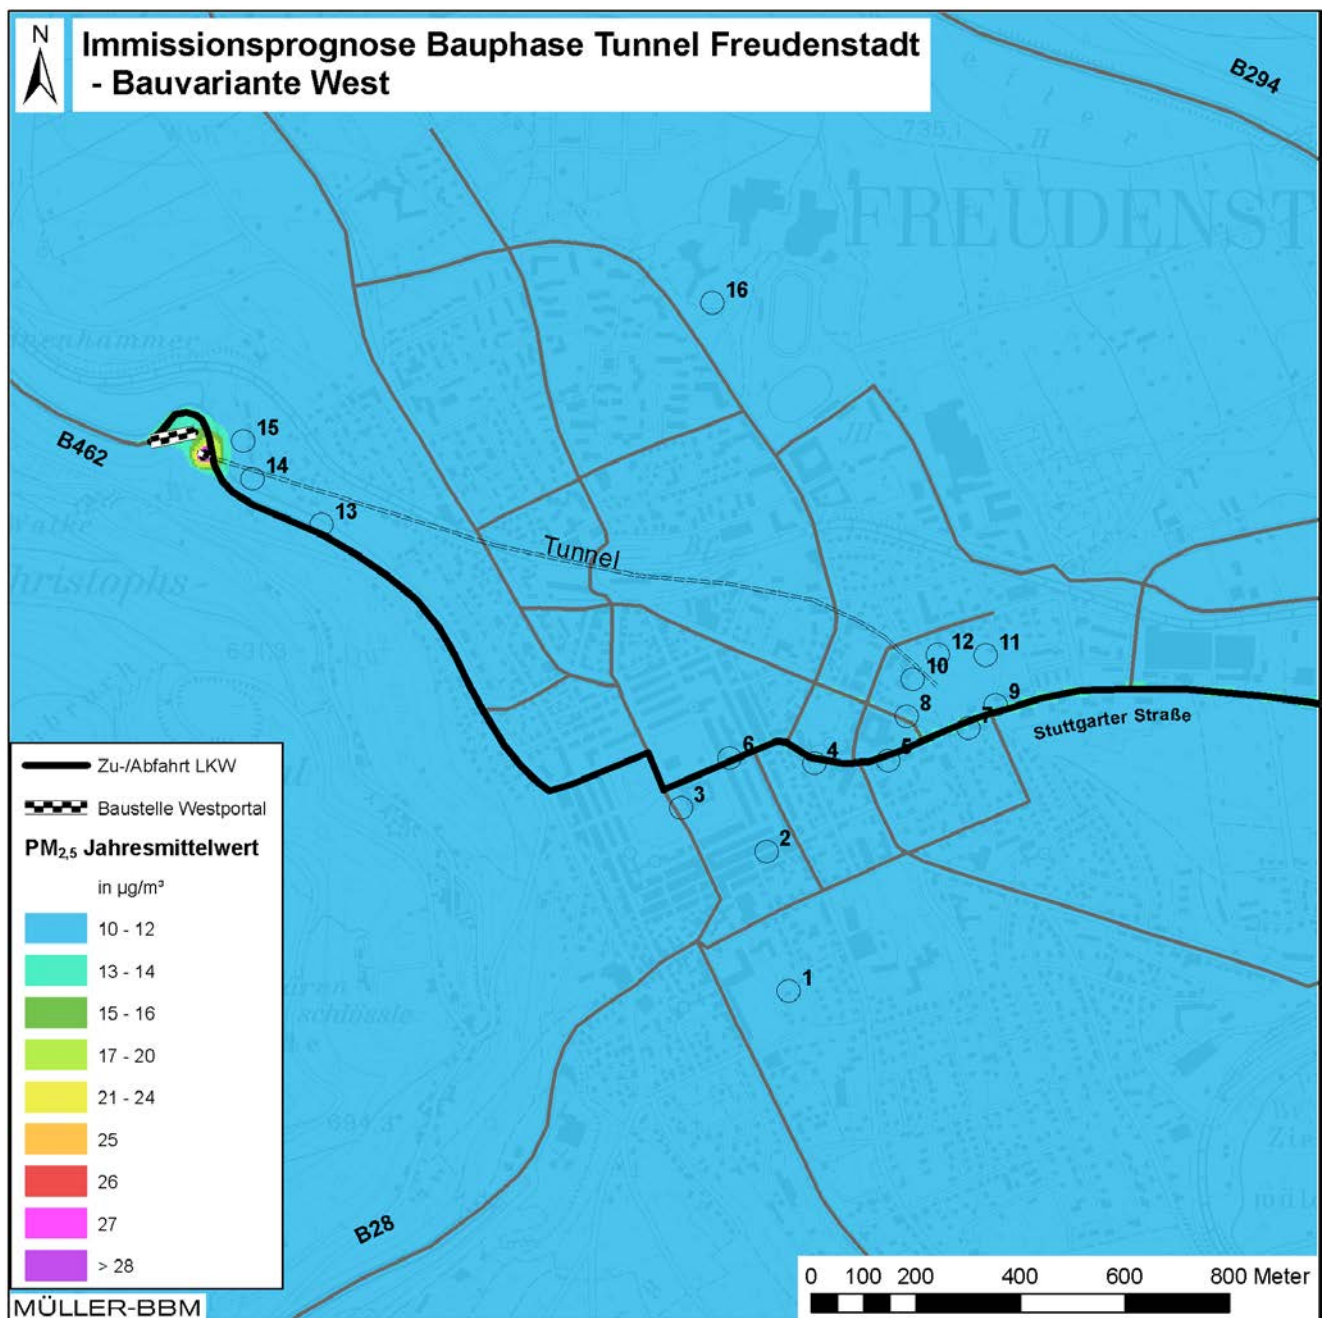 N
Immissionsprognose Bauphase Tunnel Freudenstadt
- Bauvariante West
B294
735,1
FREUDENST
16
B462
15
14
13
Tunnel
Christophs
12
11
10
8
9
7
Stuttgarter Straße
6
4
5
3
2
1
B28
Zu-/Abfahrt LKW
Baustelle Westportal
PM2,5 Jahresmittelwert
in µg/m³
10 - 12
13 - 14
15 - 16
17 - 20
21 - 24
25
26
27
> 28
MÜLLER-BBM
0 100 200 400 600 800 Meter